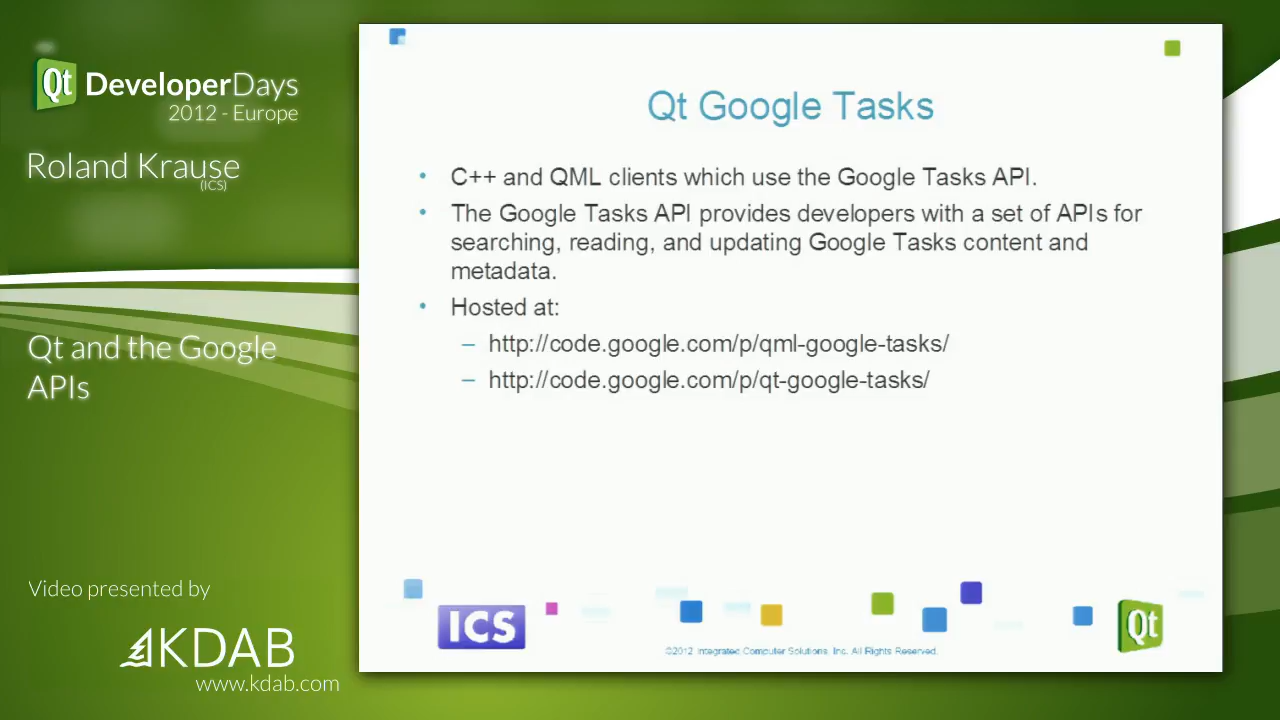 Qt DeveloperDays
2012 - Europe
Roland Krause
(ICS)
Qt and the Google
APIs
Video presented by
KDAB
www.kdab.com
Qt Google Tasks
• C++ and QML clients which use the Google Tasks API.
• The Google Tasks API provides developers with a set of APIs for
searching, reading, and updating Google Tasks content and
metadata.
• Hosted at:
– http://code.google.com/p/qml-google-tasks/
– http://code.google.com/p/qt-google-tasks/
ICS
©2012 Integrated Computer Solutions, Inc. All Rights Reserved.
Qt